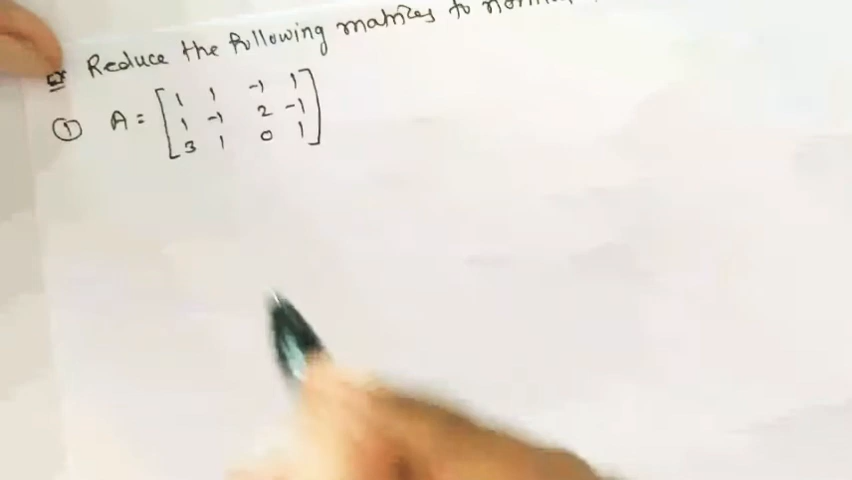 Ex Reduce the following matrices to
① A = [ 1 1 -1 1
1 -1 2 -1
3 1 0 1 ]